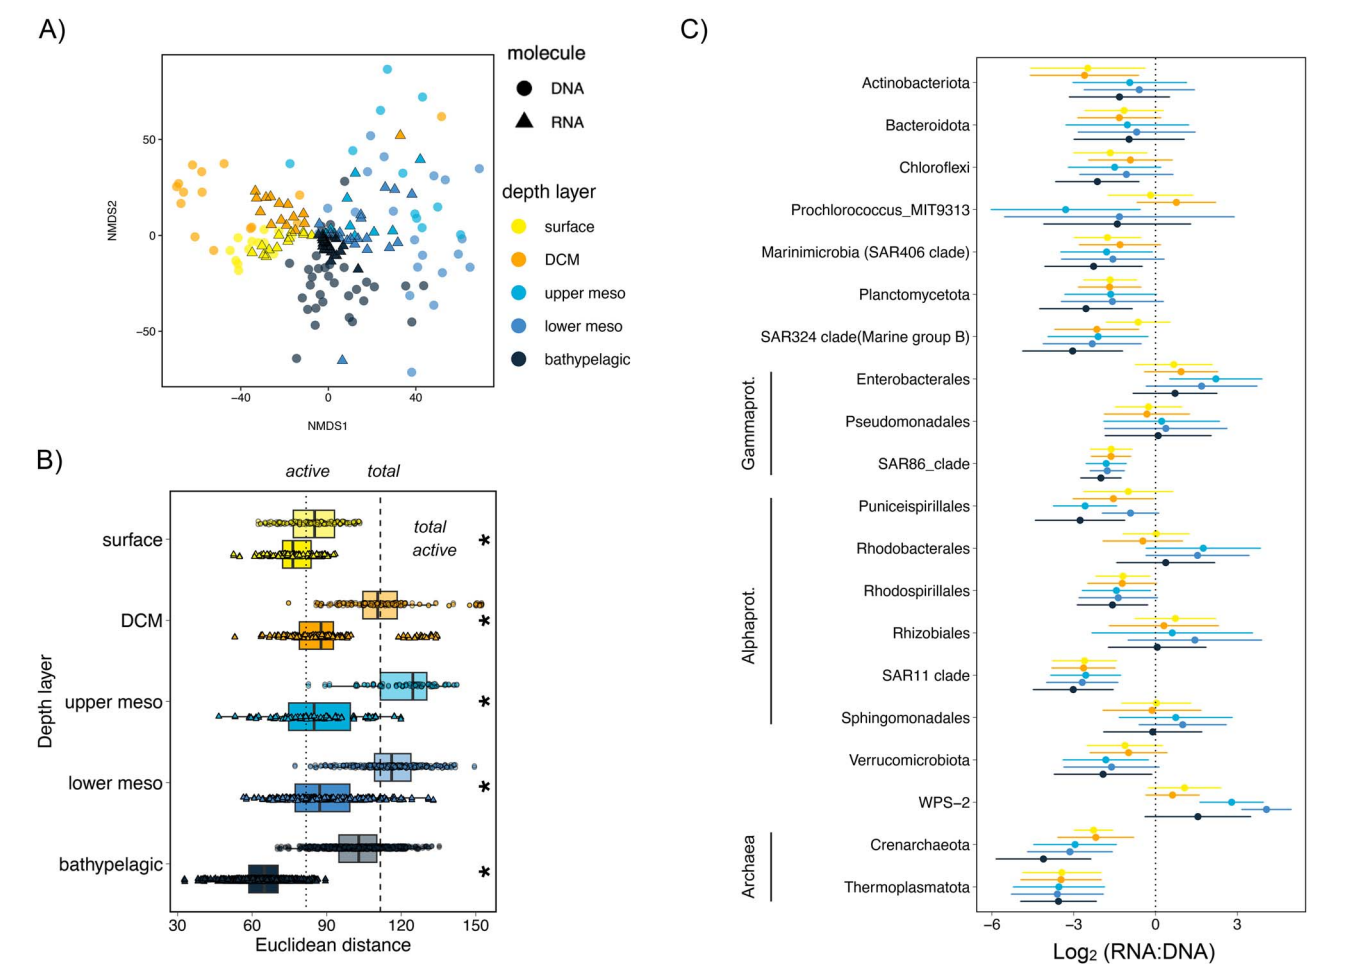 A)
molecule
DNA
RNA
depth layer
surface
DCM
upper meso
lower meso
bathypelagic
50
0
−50
NMDS2
−40
0
40
NMDS1
B)
active
total
total
active
surface
*
DCM
*
upper meso
*
lower meso
*
bathypelagic
*
Depth layer
30
60
90
120
150
Euclidean distance
C)
Actinobacteriota
Bacteroidota
Chloroflexi
Prochlorococcus_MIT9313
Marinimicrobia (SAR406 clade)
Planctomycetota
SAR324 clade(Marine group B)
Gammaprot.
Enterobacterales
Pseudomonadales
SAR86_clade
Alphaprot.
Puniceispirillales
Rhodobacterales
Rhodospirillales
Rhizobiales
SAR11 clade
Sphingomonadales
Verrucomicrobiota
WPS−2
Archaea
Crenarchaeota
Thermoplasmatota
−6
−3
0
3
Log₂ (RNA:DNA)